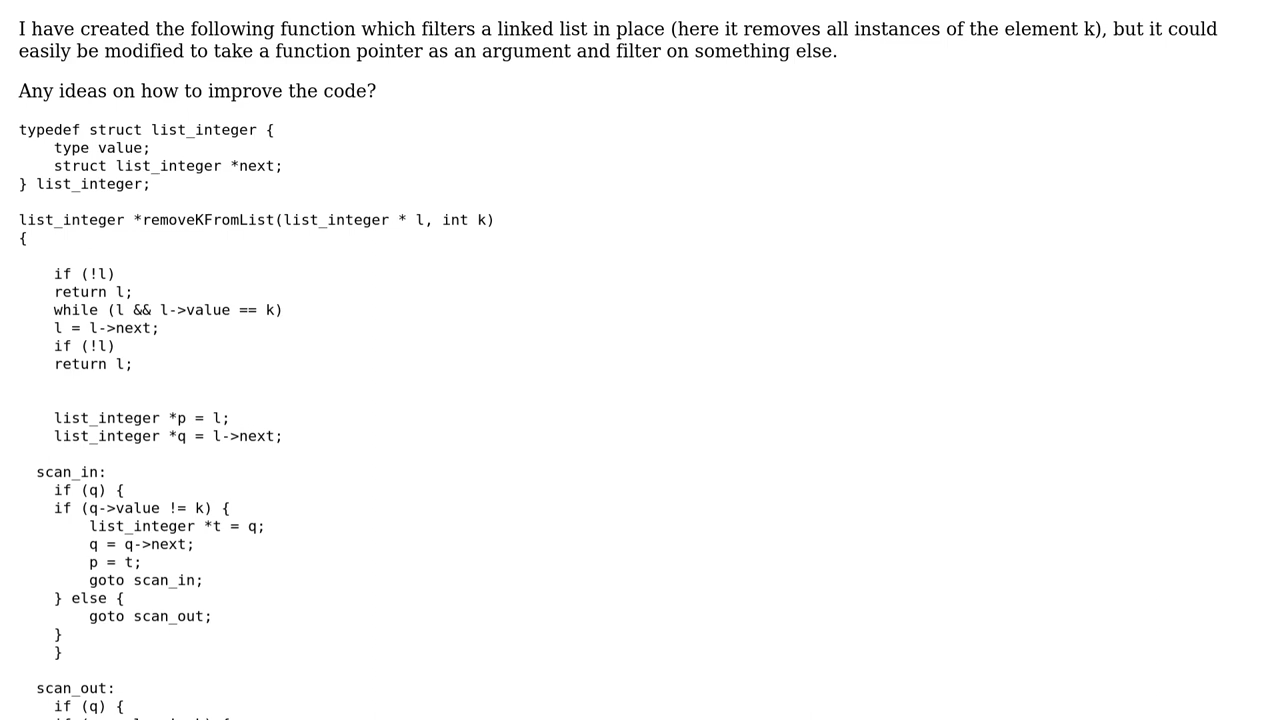 I have created the following function which filters a linked list in place (here it removes all instances of the element k), but it could
easily be modified to take a function pointer as an argument and filter on something else.
Any ideas on how to improve the code?
typedef struct list_integer {
    type value;
    struct list_integer *next;
} list_integer;
list_integer *removeKFromList(list_integer * l, int k)
{
    if (!l)
    return l;
    while (l && l->value == k)
    l = l->next;
    if (!l)
    return l;
    list_integer *p = l;
    list_integer *q = l->next;
  scan_in:
    if (q) {
    if (q->value != k) {
        list_integer *t = q;
        q = q->next;
        p = t;
        goto scan_in;
    } else {
        goto scan_out;
    }
    }
  scan_out:
    if (q) {